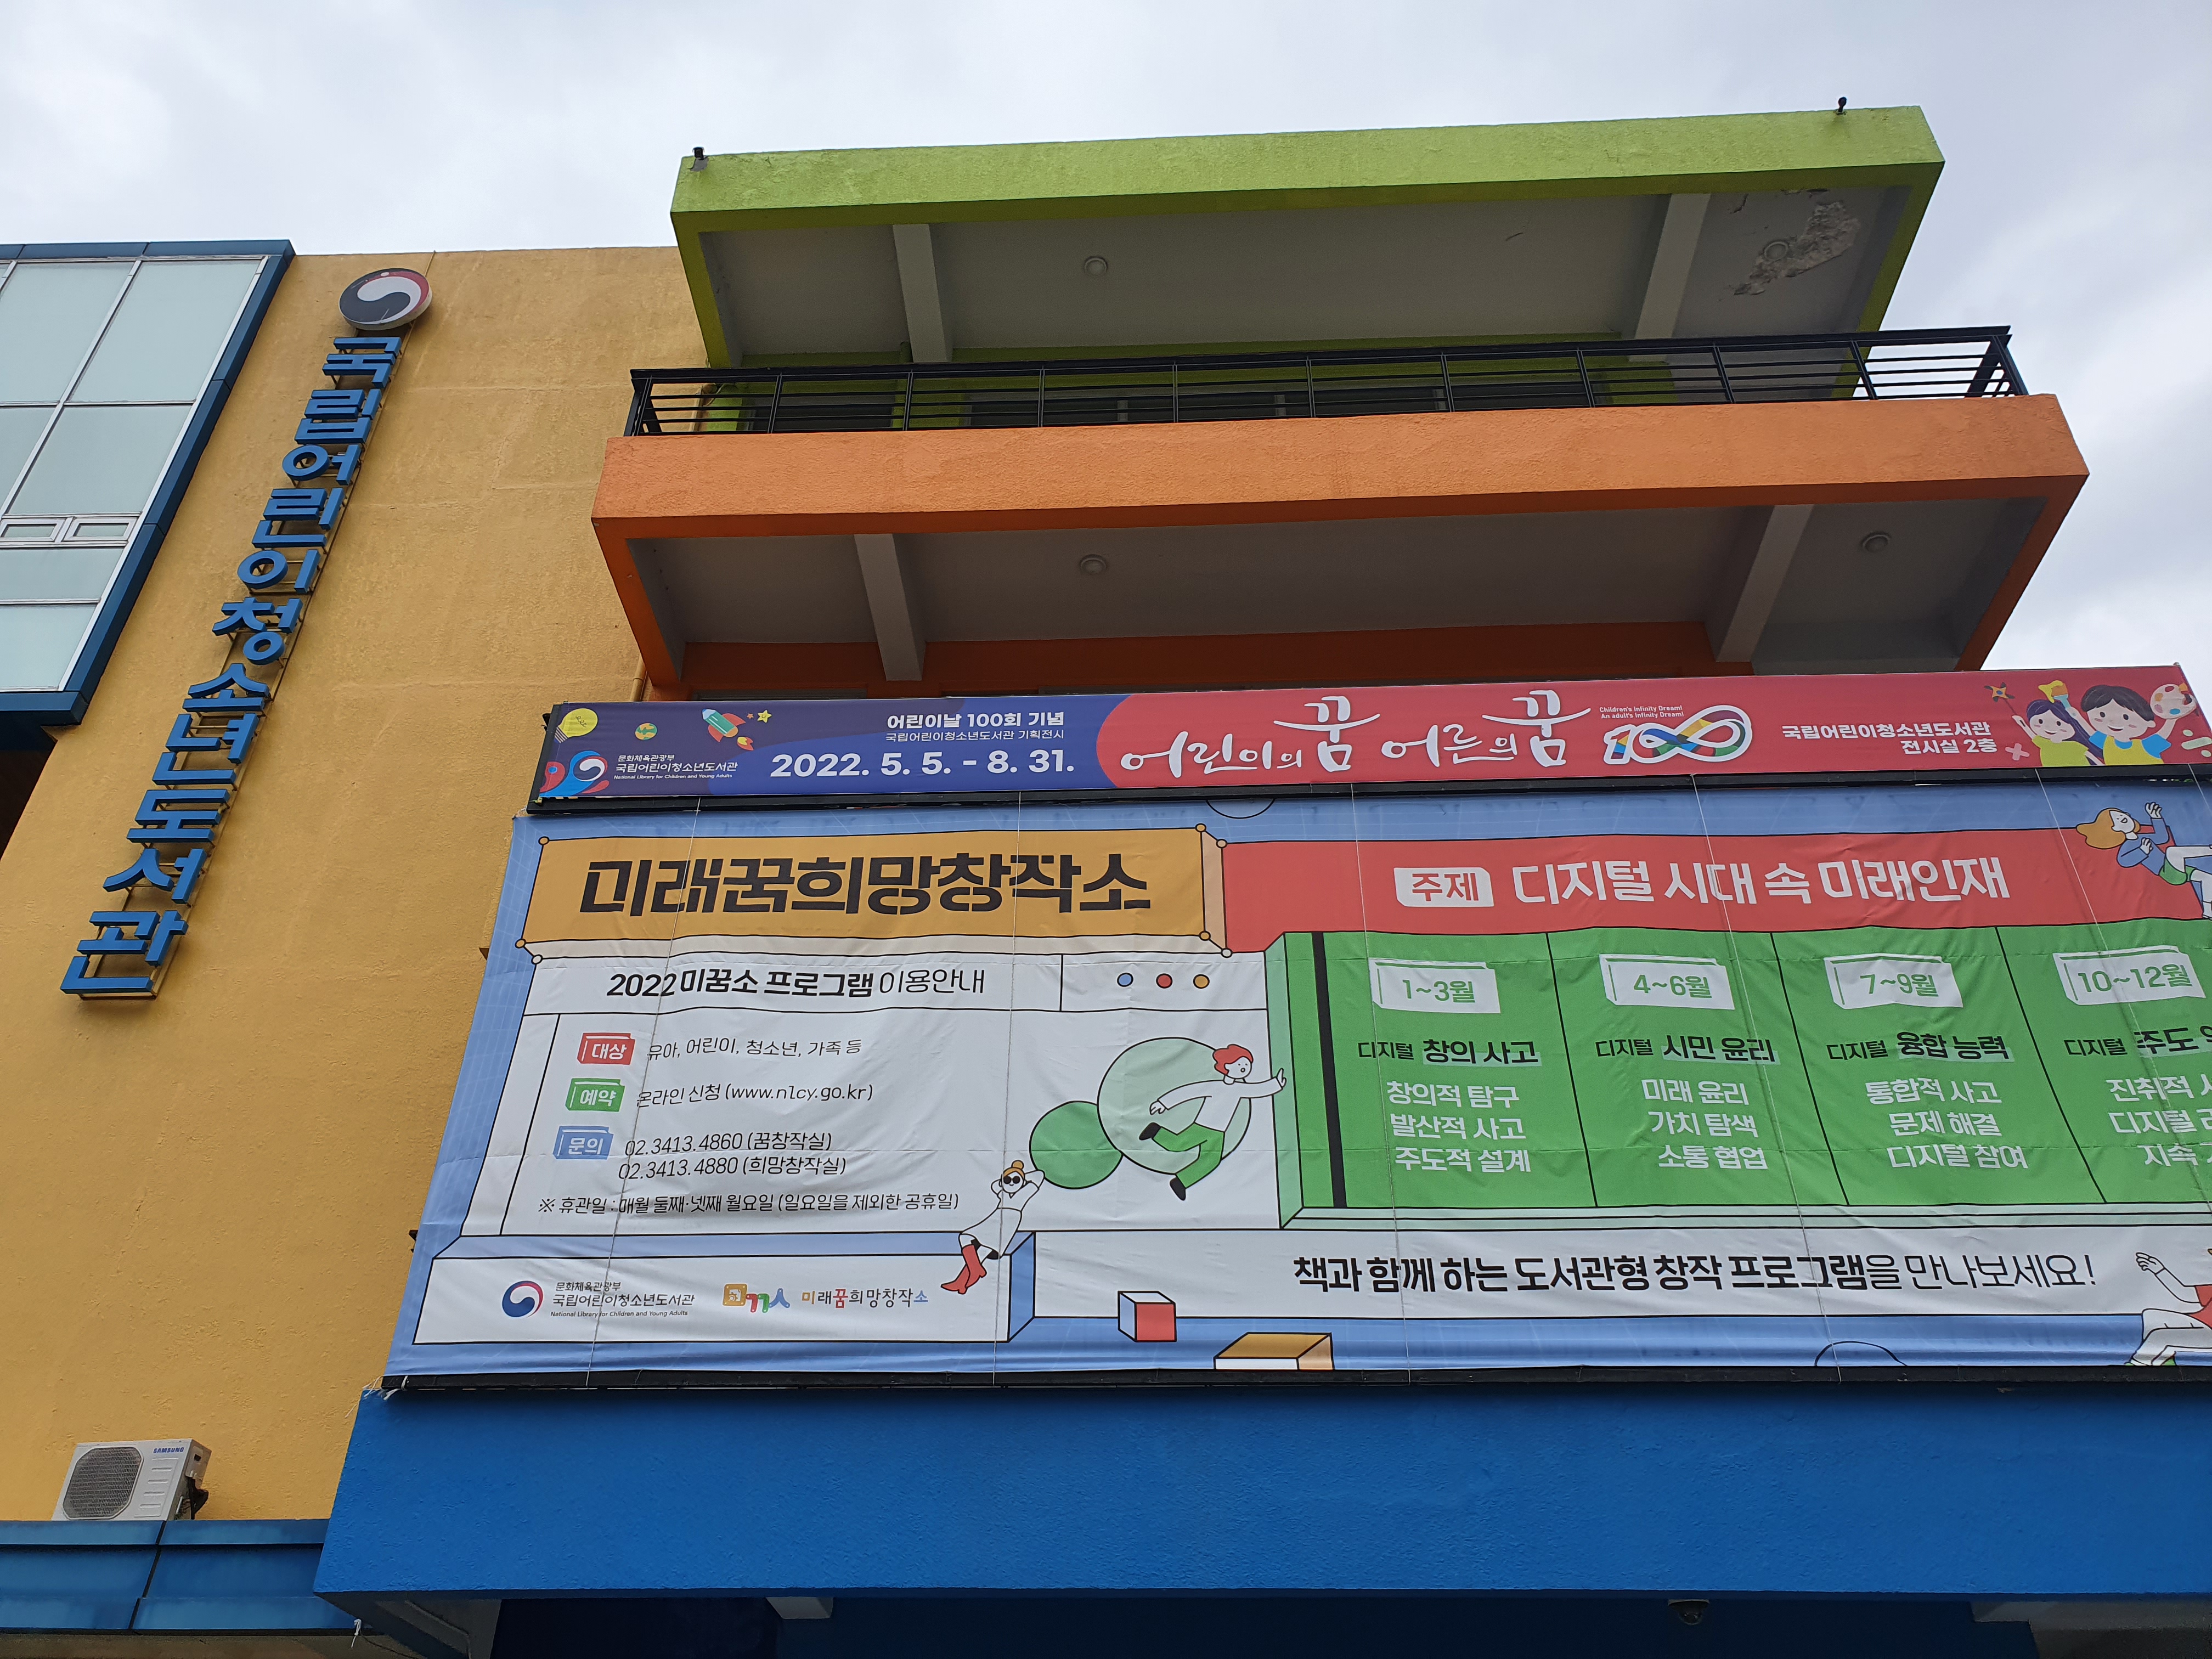 국립어린이청소년도서관
문화체육관광부
국립어린이청소년도서관
National Library for Children and Young Adults
어린이날 100회 기념
국립어린이청소년도서관 기획전시
2022. 5. 5. - 8. 31.
어린이의 꿈 어른의 꿈
Children's Infinity Dream!
An adult's Infinity Dream!
100
국립어린이청소년도서관
전시실 2층
미래꿈희망창작소
주제 디지털 시대 속 미래인재
2022 미꿈소 프로그램 이용안내
대상 유아, 어린이, 청소년, 가족 등
예약 온라인 신청 (www.nlcy.go.kr)
문의 02.3413.4860 (꿈창작실)
02.3413.4880 (희망창작실)
※ 휴관일 : 매월 둘째·넷째 월요일 (일요일을 제외한 공휴일)
1~3월
디지털 창의 사고
창의적 탐구
발산적 사고
주도적 설계
4~6월
디지털 시민 윤리
미래 윤리
가치 탐색
소통 협업
7~9월
디지털 융합 능력
통합적 사고
문제 해결
디지털 참여
10~12월
디지털 주도
진취적
디지털
지속
책과 함께 하는 도서관형 창작 프로그램을 만나보세요!
문화체육관광부
국립어린이청소년도서관
National Library for Children and Young Adults
미래꿈희망창작소
SAMSUNG